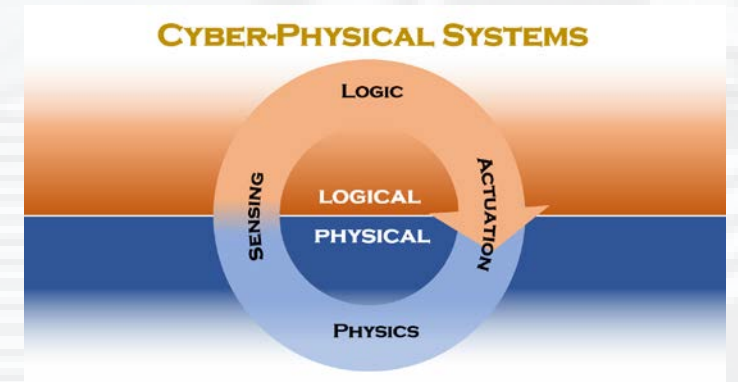 CYBER-PHYSICAL SYSTEMS
LOGIC
SENSING
ACTUATION
LOGICAL
PHYSICAL
PHYSICS